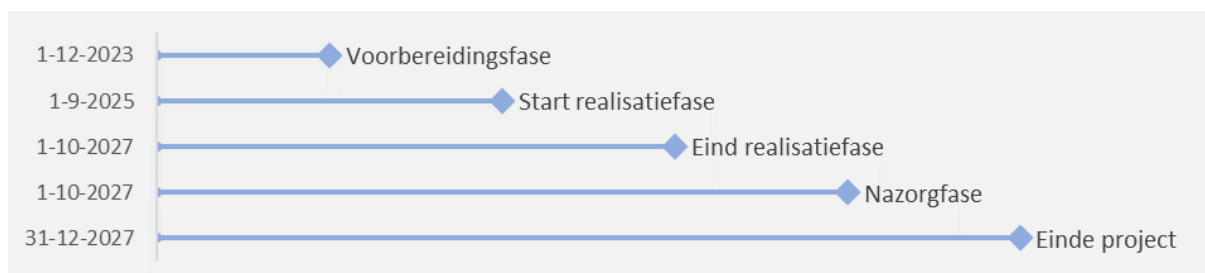 1-12-2023 Voorbereidingsfase
1-9-2025 Start realisatiefase
1-10-2027 Eind realisatiefase
1-10-2027 Nazorgfase
31-12-2027 Einde project